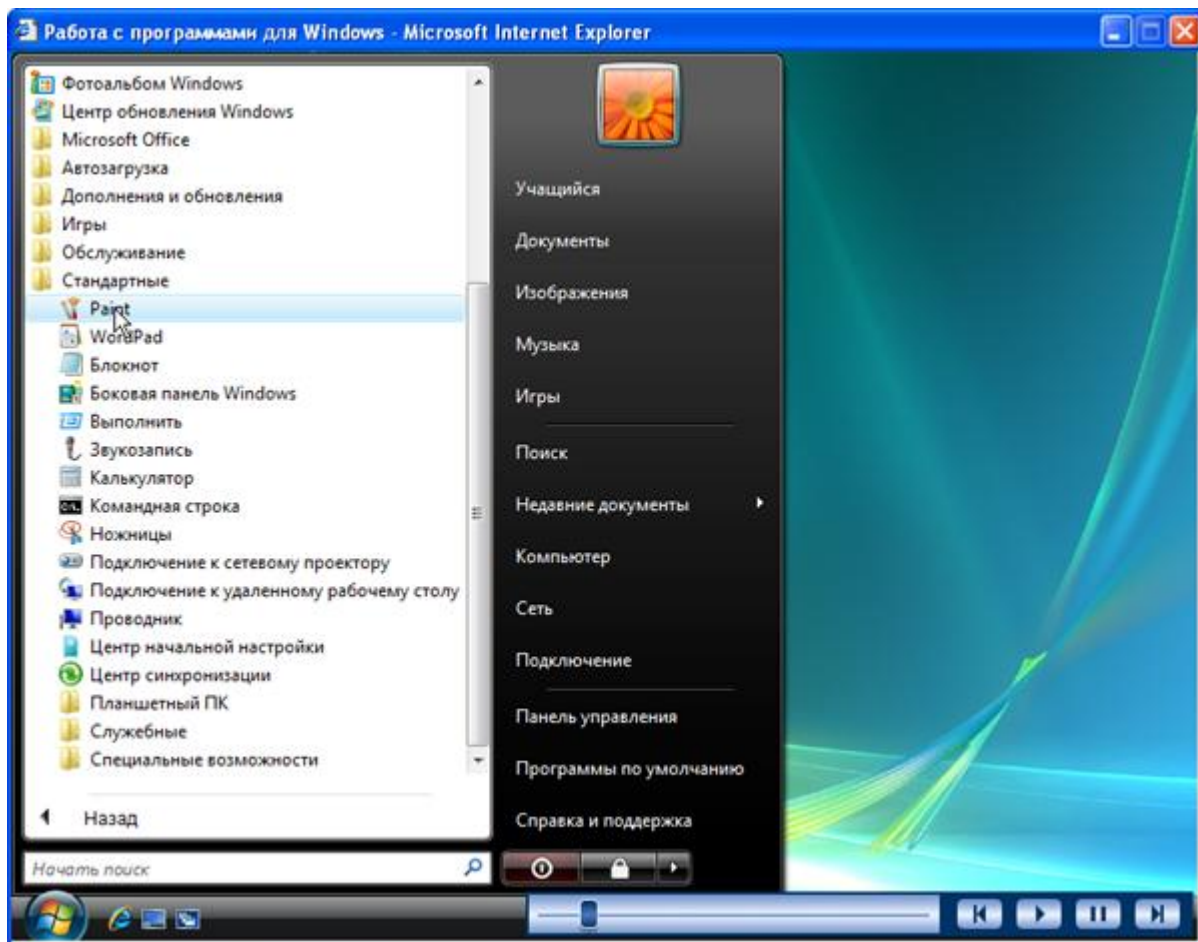 Работа с программами для Windows - Microsoft Internet Explorer
Фотоальбом Windows
Центр обновления Windows
Microsoft Office
Автозагрузка
Дополнения и обновления
Игры
Обслуживание
Стандартные
Paint
WordPad
Блокнот
Боковая панель Windows
Выполнить
Звукозапись
Калькулятор
Командная строка
Ножницы
Подключение к сетевому проектору
Подключение к удаленному рабочему столу
Проводник
Центр начальной настройки
Центр синхронизации
Планшетный ПК
Служебные
Специальные возможности
Назад
Начать поиск
Учащийся
Документы
Изображения
Музыка
Игры
Поиск
Недавние документы
Компьютер
Сеть
Подключение
Панель управления
Программы по умолчанию
Справка и поддержка